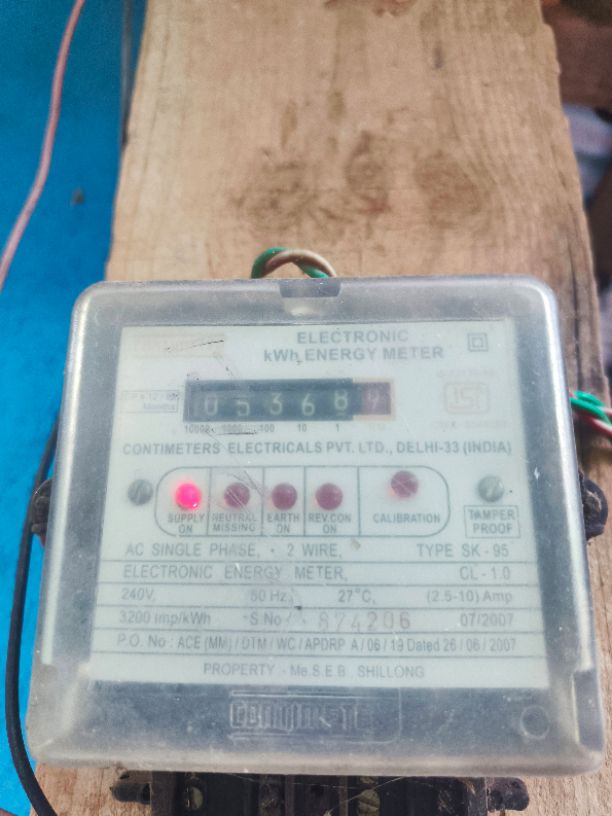 ELECTRONIC
kWh ENERGY METER
Months
05368
10000 1000 100 10 1
CONTIMETERS ELECTRICALS PVT. LTD., DELHI-33 (INDIA)
SUPPLY ON NEUTRAL MISSING EARTH ON REV.CON ON CALIBRATION TAMPER PROOF
AC SINGLE PHASE, 2 WIRE, TYPE SK - 95
ELECTRONIC ENERGY METER, CL - 1.0
240V, 50 Hz, 27°C, (2.5-10) Amp
3200 imp/kWh S.No 874206 07/2007
P.O. No : ACE (MM) / DTM / WC / APDRP A / 06 / 19 Dated 26 / 06 / 2007
PROPERTY - Me.S.E.B, SHILLONG